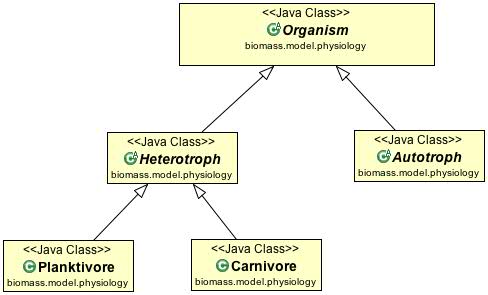 <<Java Class>>
Organism
biomass.model.physiology
<<Java Class>>
Heterotroph
biomass.model.physiology
<<Java Class>>
Autotroph
biomass.model.physiology
<<Java Class>>
Planktivore
biomass.model.physiology
<<Java Class>>
Carnivore
biomass.model.physiology